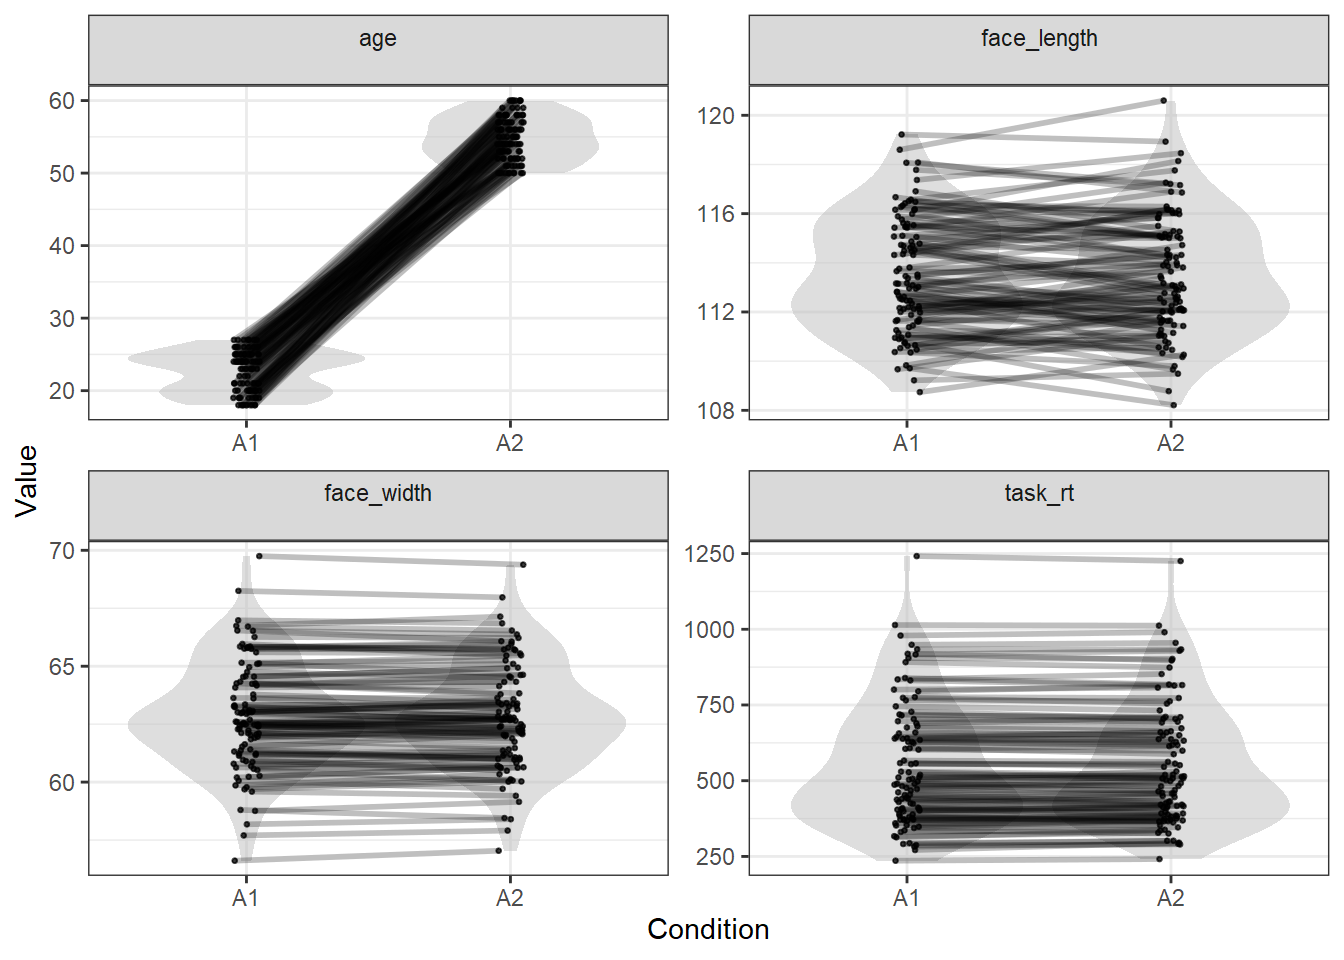 age
face_length
60
50
40
30
20
120
116
112
108
A1
A2
A1
A2
Value
face_width
task_rt
70
65
60
1250
1000
750
500
250
A1
A2
A1
A2
Condition